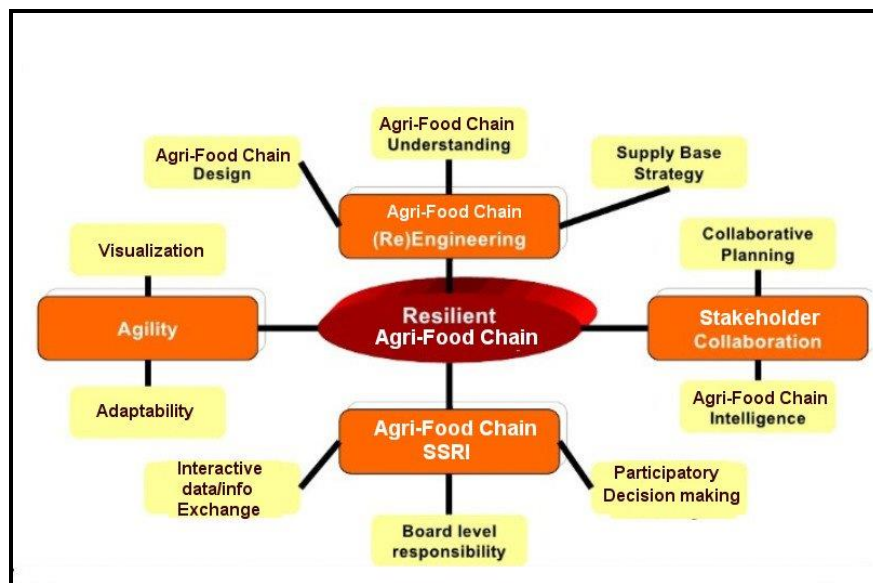 Agri-Food Chain
Understanding
Agri-Food Chain
Design
Supply Base
Strategy
Agri-Food Chain
(Re)Engineering
Visualization
Collaborative
Planning
Agility
Resilient
Agri-Food Chain
Stakeholder
Collaboration
Adaptability
Agri-Food Chain
Intelligence
Agri-Food Chain
SSRI
Interactive
data/info
Exchange
Participatory
Decision making
Board level
responsibility